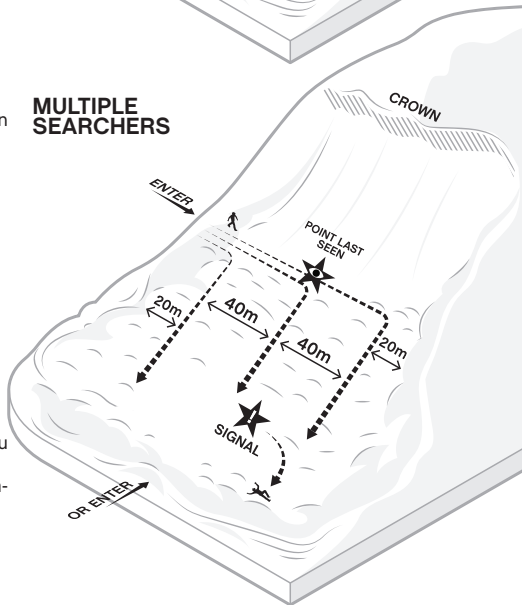 n
MULTIPLE
SEARCHERS
CROWN
ENTER
POINT LAST
SEEN
20m
40m
40m
20m
SIGNAL
u
n-
OR ENTER